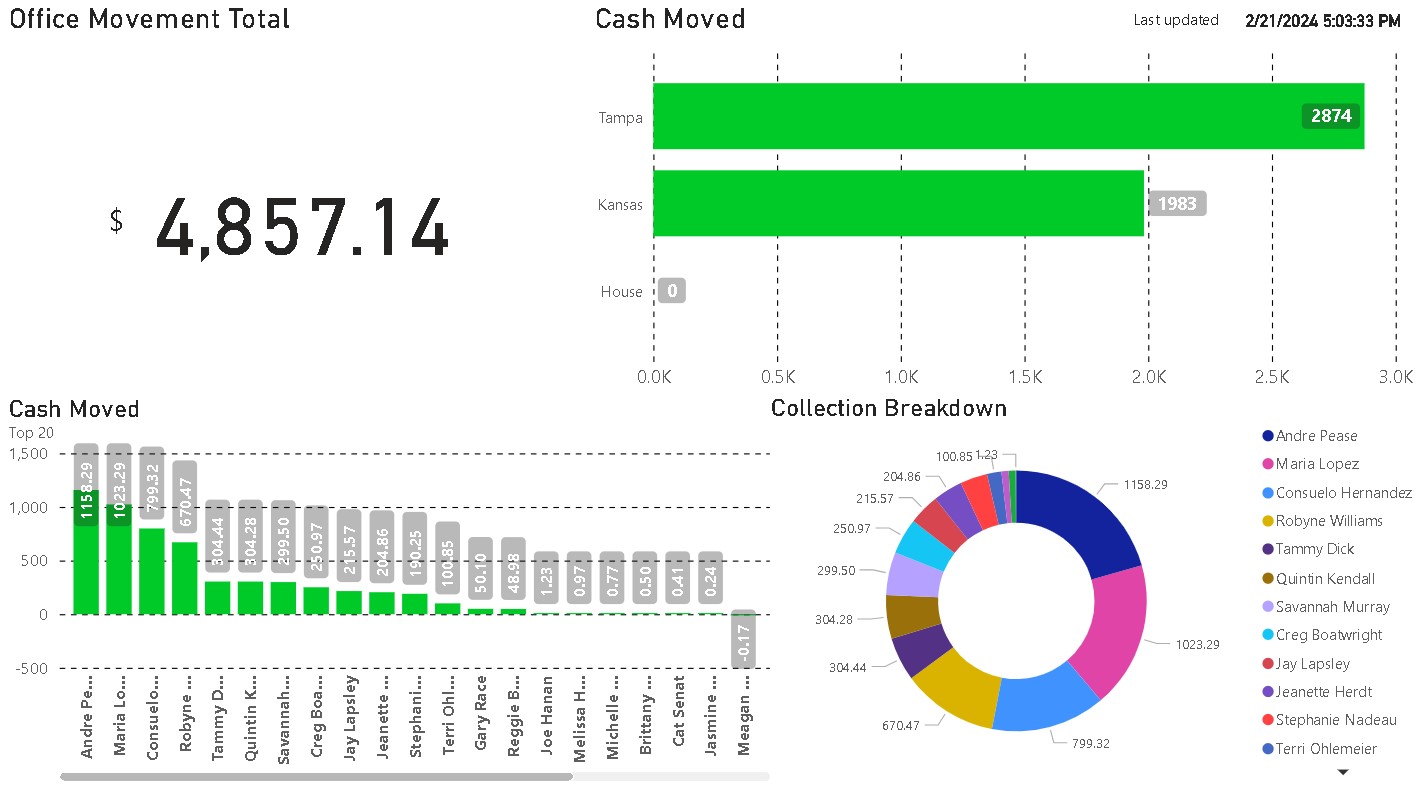 Office Movement Total
$ 4,857.14
Cash Moved
Last updated 2/21/2024 5:03:33 PM
Tampa 2874
Kansas 1983
House 0
0.0K 0.5K 1.0K 1.5K 2.0K 2.5K 3.0K
Cash Moved
Top 20
1,500
1,000
500
0
-500
1158.29 1023.29 799.32 670.47 304.44 304.28 299.50 250.97 215.57 204.86 190.25 100.85 50.10 48.98 1.23 0.97 0.77 0.50 0.41 0.24 -0.17
Andre Pe...
Maria Lo...
Consuelo...
Robyne ...
Tammy D...
Quintin K...
Savannah...
Creg Boa...
Jay Lapsley
Jeanette ...
Stephani...
Terri Ohl...
Gary Race
Reggie B...
Joe Hanan
Melissa H...
Michelle ...
Brittany ...
Cat Senat
Jasmine ...
Meagan ...
Collection Breakdown
1158.29
1023.29
799.32
670.47
304.44
304.28
299.50
250.97
215.57
204.86
100.85
1.23
Andre Pease
Maria Lopez
Consuelo Hernandez
Robyne Williams
Tammy Dick
Quintin Kendall
Savannah Murray
Creg Boatwright
Jay Lapsley
Jeanette Herdt
Stephanie Nadeau
Terri Ohlemeier